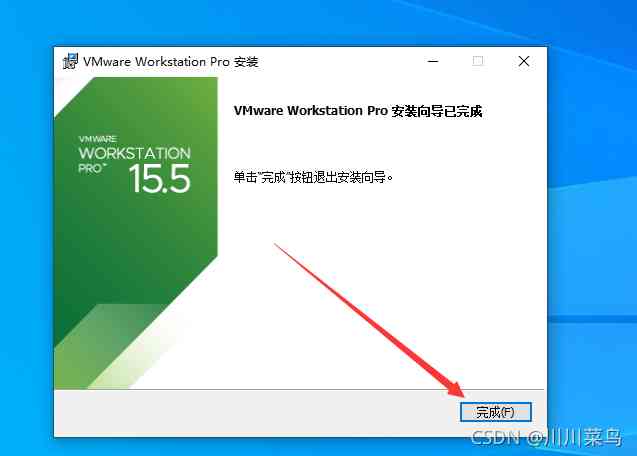 VMware Workstation Pro 安装
VMware Workstation Pro 安装向导已完成
VMWARE
WORKSTATION
PRO™
15.5
单击"完成"按钮退出安装向导。
完成(F)
CSDN @川川菜鸟